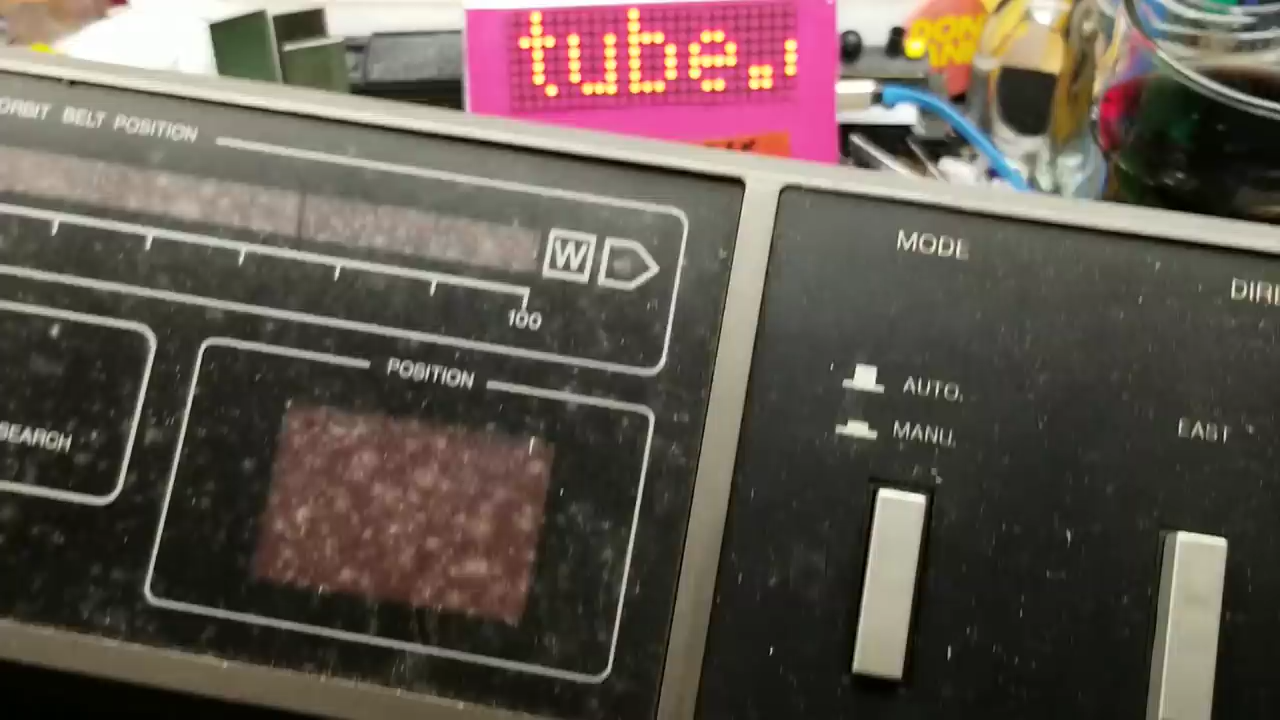 tube.
ORBIT BELT POSITION
W
100
POSITION
SEARCH
MODE
AUTO.
MANU.
EAST